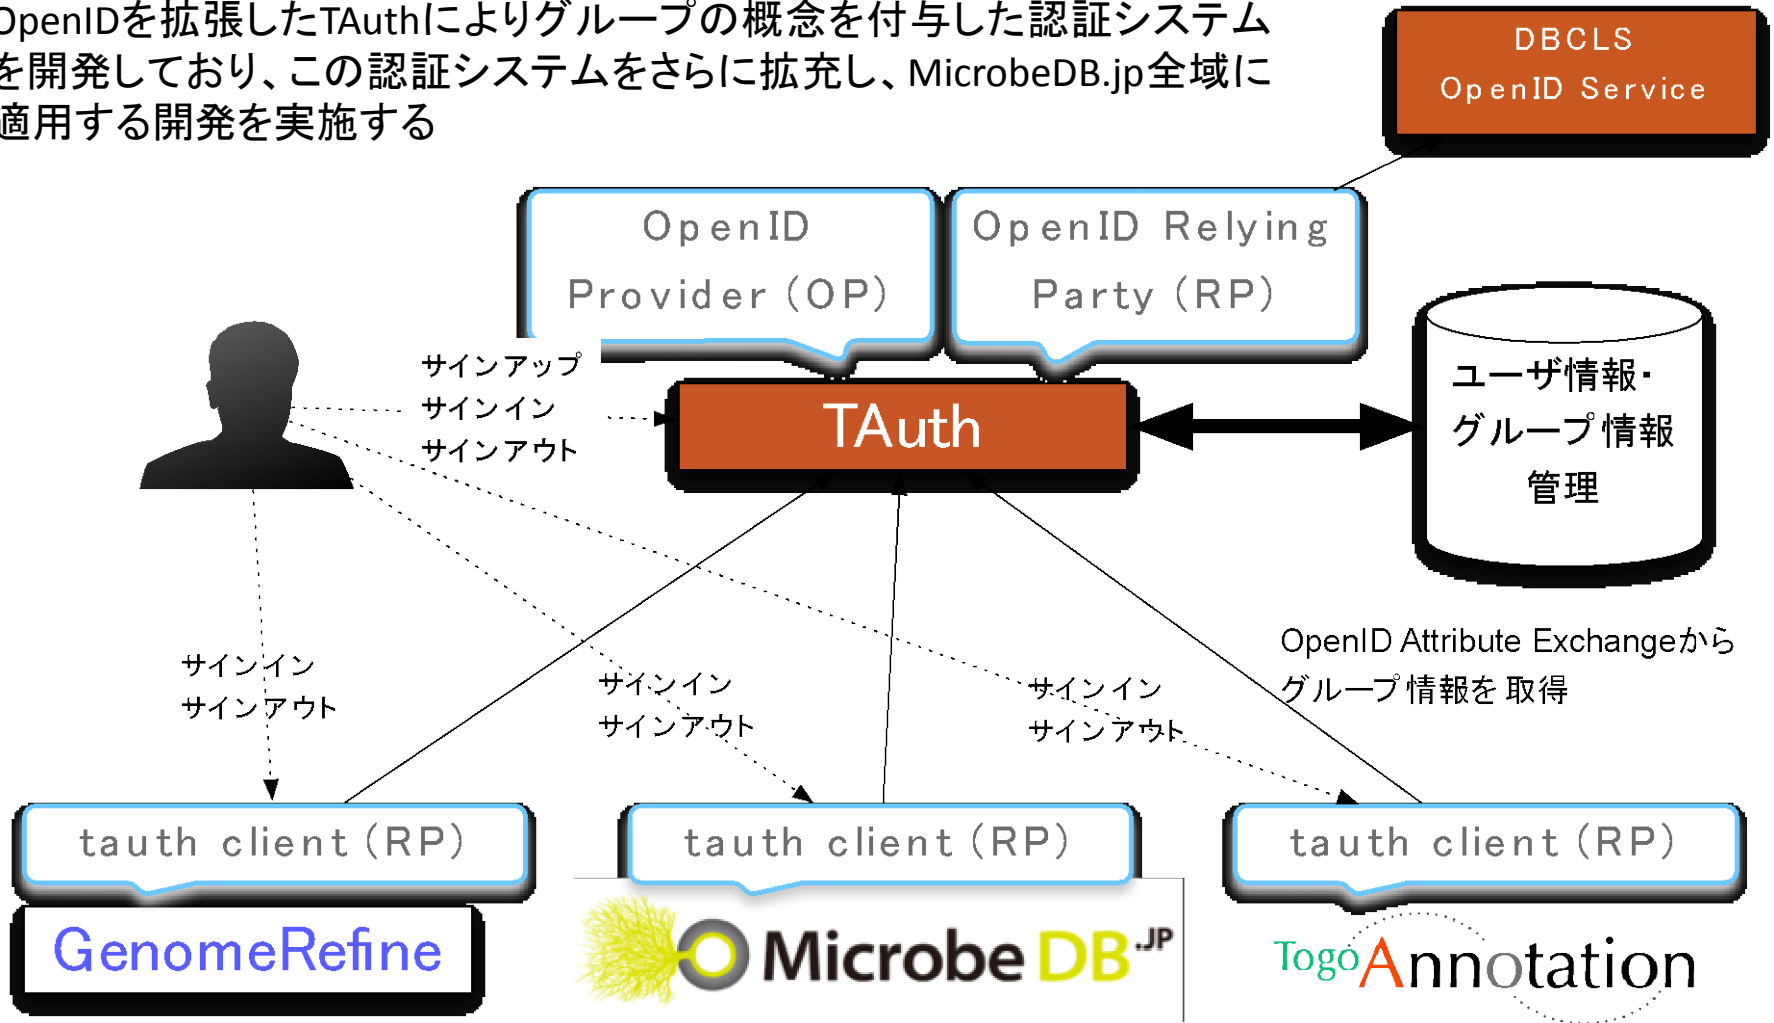 OpenIDを拡張したTAuthによりグループの概念を付与した認証システム
を開発しており、この認証システムをさらに拡充し、MicrobeDB.jp全域に
適用する開発を実施する
DBCLS
OpenID Service
OpenID
Provider (OP)
OpenID Relying
Party (RP)
サインアップ
サインイン
サインアウト
TAuth
ユーザ情報・
グループ情報
管理
サインイン
サインアウト
サインイン
サインアウト
サインイン
サインアウト
OpenID Attribute Exchangeから
グループ情報を取得
tauth client (RP)
tauth client (RP)
tauth client (RP)
GenomeRefine
MicrobeDB.JP
TogoAnnotation